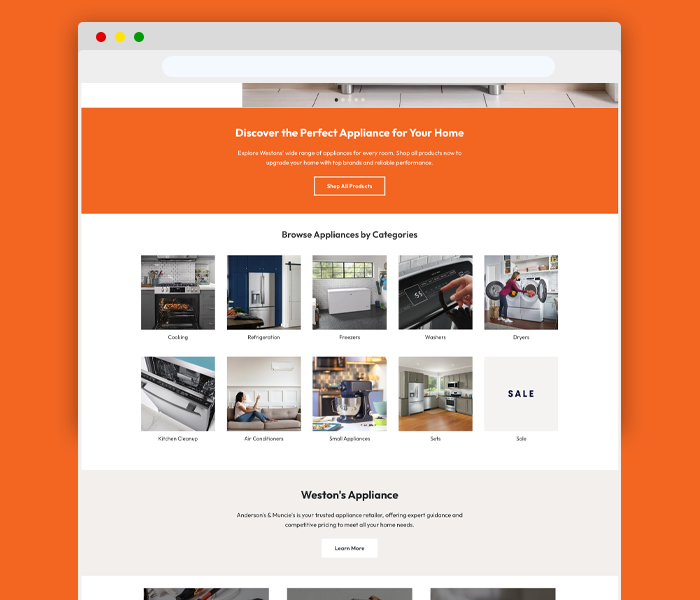 Discover the Perfect Appliance for Your Home
Explore Westons' wide range of appliances for every room. Shop all products now to
upgrade your home with top brands and reliable performance.
Shop All Products
Browse Appliances by Categories
Cooking
Refrigeration
Freezers
Washers
Dryers
SALE
Kitchen Cleanup
Air Conditioners
Small Appliances
Sets
Sale
Weston's Appliance
Anderson's & Muncie's is your trusted appliance retailer, offering expert guidance and
competitive pricing to meet all your home needs.
Learn More